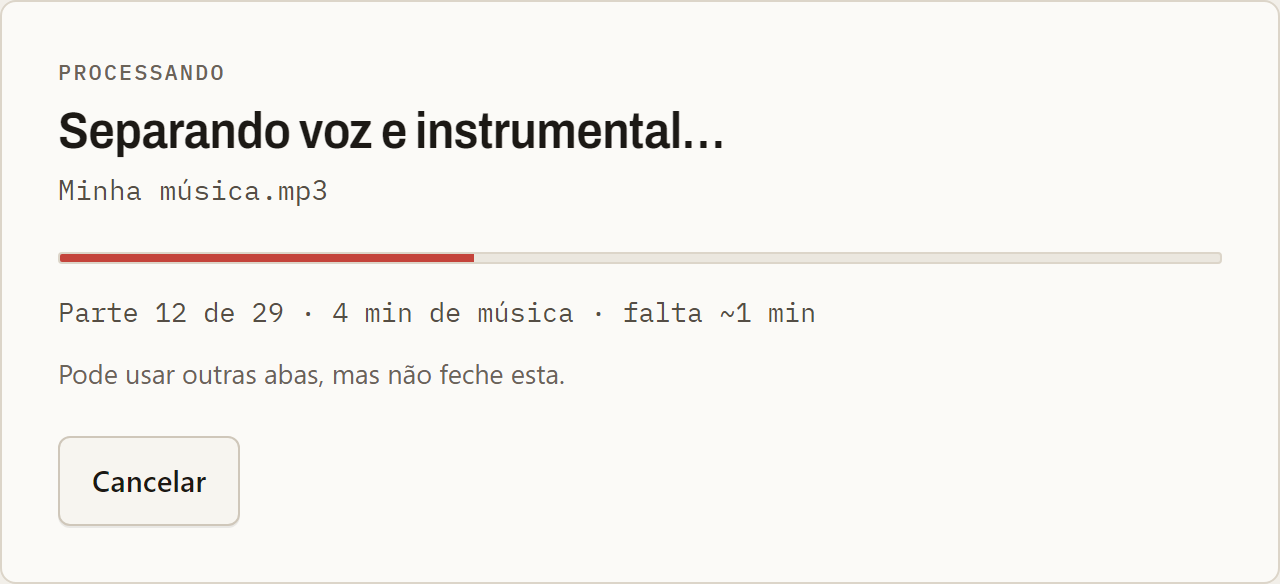 PROCESSANDO
Separando voz e instrumental…
Minha música.mp3
Parte 12 de 29 · 4 min de música · falta ~1 min
Pode usar outras abas, mas não feche esta.
Cancelar